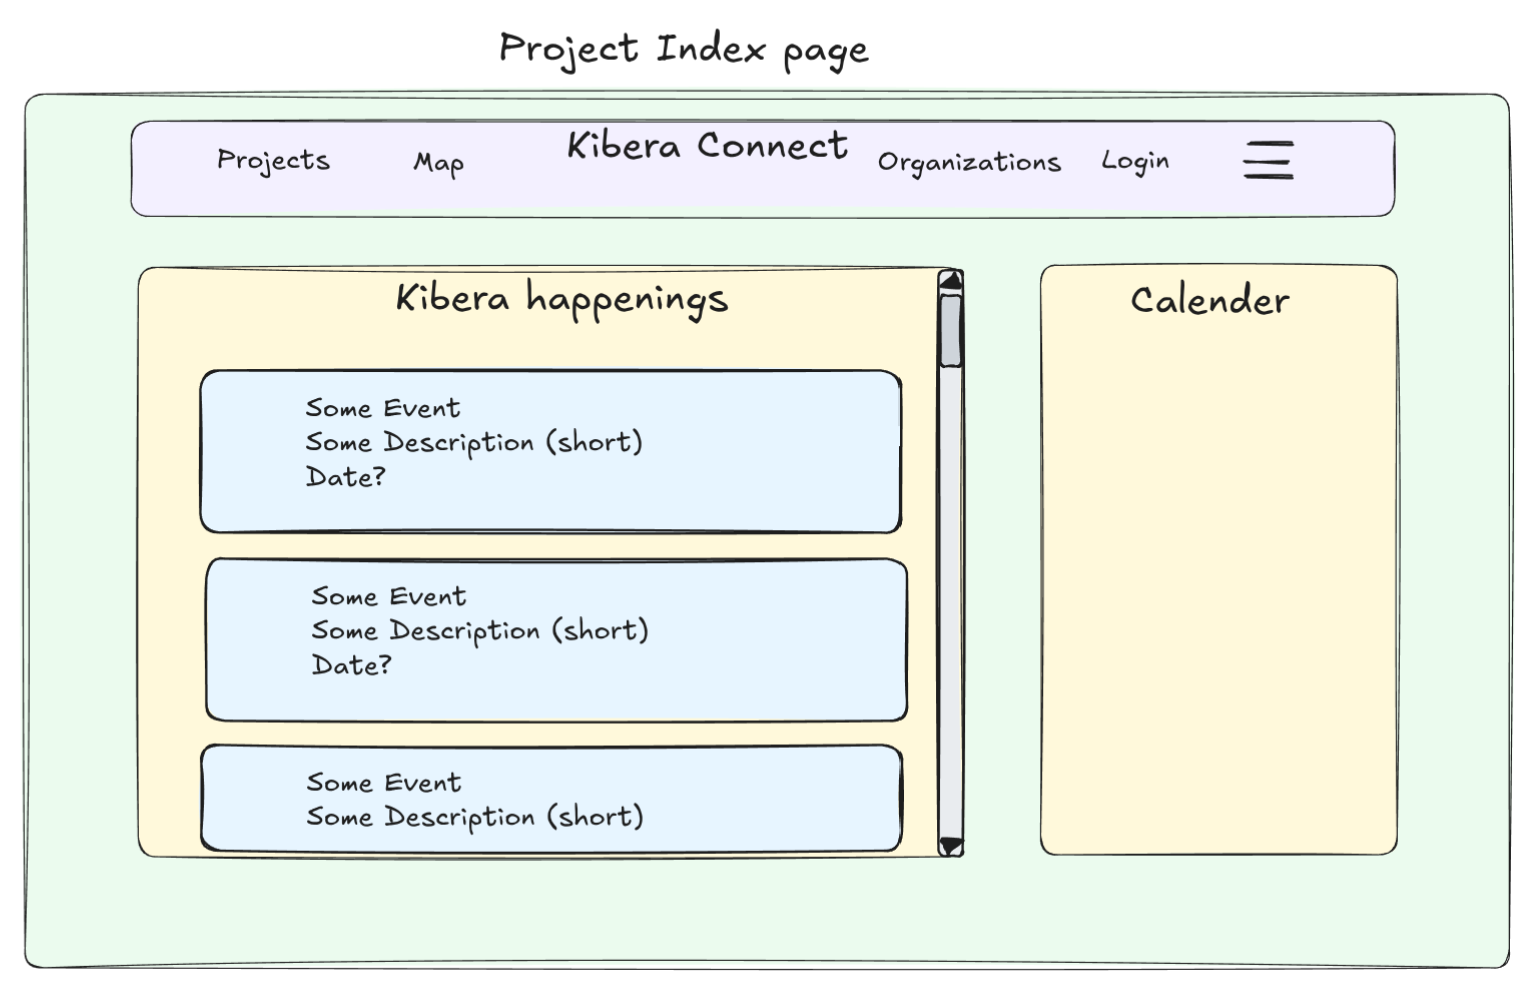 Project Index page
Projects Map Kibera Connect Organizations Login
Kibera happenings
Some Event
Some Description (short)
Date?
Some Event
Some Description (short)
Date?
Some Event
Some Description (short)
Calender